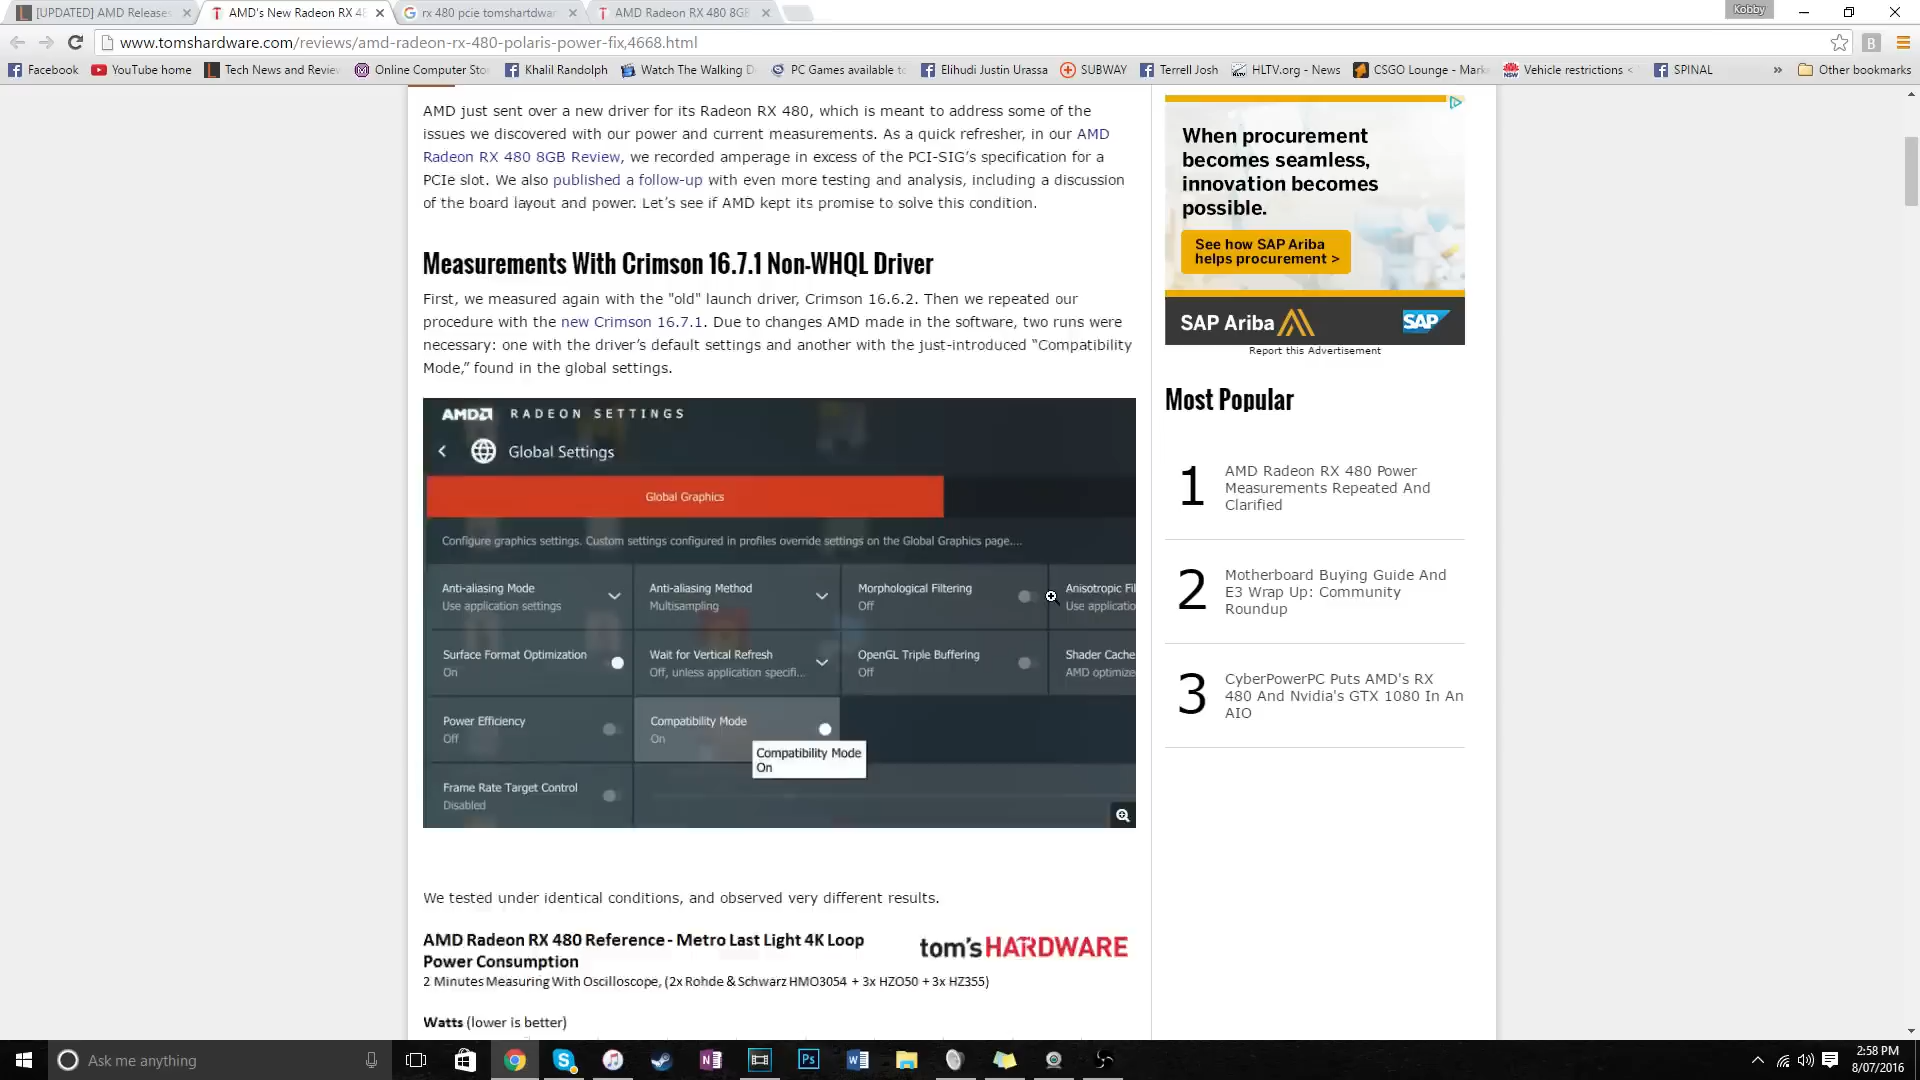 [UPDATED] AMD Releases
AMD's New Radeon RX 48
rx 480 pcie tomshartdwar
AMD Radeon RX 480 8GB
Kobby
www.tomshardware.com/reviews/amd-radeon-rx-480-polaris-power-fix,4668.html
Facebook
YouTube home
Tech News and Review
Online Computer Sto
Khalil Randolph
Watch The Walking D
PC Games available to
Elihudi Justin Urassa
SUBWAY
Terrell Josh
HLTV.org - News
CSGO Lounge - Mark
Vehicle restrictions <
SPINAL
»
Other bookmarks
AMD just sent over a new driver for its Radeon RX 480, which is meant to address some of the
issues we discovered with our power and current measurements. As a quick refresher, in our AMD
Radeon RX 480 8GB Review, we recorded amperage in excess of the PCI-SIG’s specification for a
PCIe slot. We also published a follow-up with even more testing and analysis, including a discussion
of the board layout and power. Let’s see if AMD kept its promise to solve this condition.
Measurements With Crimson 16.7.1 Non-WHQL Driver
First, we measured again with the "old" launch driver, Crimson 16.6.2. Then we repeated our
procedure with the new Crimson 16.7.1. Due to changes AMD made in the software, two runs were
necessary: one with the driver’s default settings and another with the just-introduced “Compatibility
Mode,” found in the global settings.
AMD RADEON SETTINGS
Global Settings
Global Graphics
Configure graphics settings. Custom settings configured in profiles override settings on the Global Graphics page....
Anti-aliasing Mode
Use application settings
Anti-aliasing Method
Multisampling
Morphological Filtering
Off
Anisotropic Fil
Use applicatio
Surface Format Optimization
On
Wait for Vertical Refresh
Off, unless application specifi...
OpenGL Triple Buffering
Off
Shader Cache
AMD optimize
Power Efficiency
Off
Compatibility Mode
On
Compatibility Mode
On
Frame Rate Target Control
Disabled
We tested under identical conditions, and observed very different results.
AMD Radeon RX 480 Reference - Metro Last Light 4K Loop
Power Consumption
tom's HARDWARE
2 Minutes Measuring With Oscilloscope, (2x Rohde & Schwarz HMO3054 + 3x HZO50 + 3x HZ355)
Watts (lower is better)
When procurement
becomes seamless,
innovation becomes
possible.
See how SAP Ariba
helps procurement >
SAP Ariba
SAP
Report this Advertisement
Most Popular
1
AMD Radeon RX 480 Power
Measurements Repeated And
Clarified
2
Motherboard Buying Guide And
E3 Wrap Up: Community
Roundup
3
CyberPowerPC Puts AMD's RX
480 And Nvidia's GTX 1080 In An
AIO
Ask me anything
2:58 PM
8/07/2016